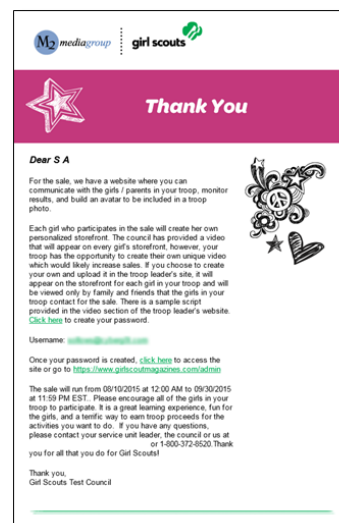 M2 mediagroup
girl scouts
Thank You
Dear S A
For the sale, we have a website where you can
communicate with the girls / parents in your troop, monitor
results, and build an avatar to be included in a troop
photo.
Each girl who participates in the sale will create her own
personalized storefront. The council has provided a video
that will appear on every girl's storefront, however, your
troop has the opportunity to create their own unique video
which would likely increase sales. If you choose to create
your own and upload it in the troop leader's site, it will
appear on the storefront for each girl in your troop and will
be viewed only by family and friends that the girls in your
troop contact for the sale. There is a sample script
provided in the video section of the troop leader's website.
Click here to create your password.
Username:
Once your password is created, click here to access the
site or go to https://www.girlscoutmagazines.com/admin
The sale will run from 08/10/2015 at 12:00 AM to 09/30/2015
at 11:59 PM EST.. Please encourage all of the girls in your
troop to participate. It is a great learning experience, fun for
the girls, and a terrific way to earn troop proceeds for the
activities you want to do. If you have any questions,
please contact your service unit leader, the council or us at
or 1-800-372-8520.Thank
you for all that you do for Girl Scouts!
Thank you,
Girl Scouts Test Council